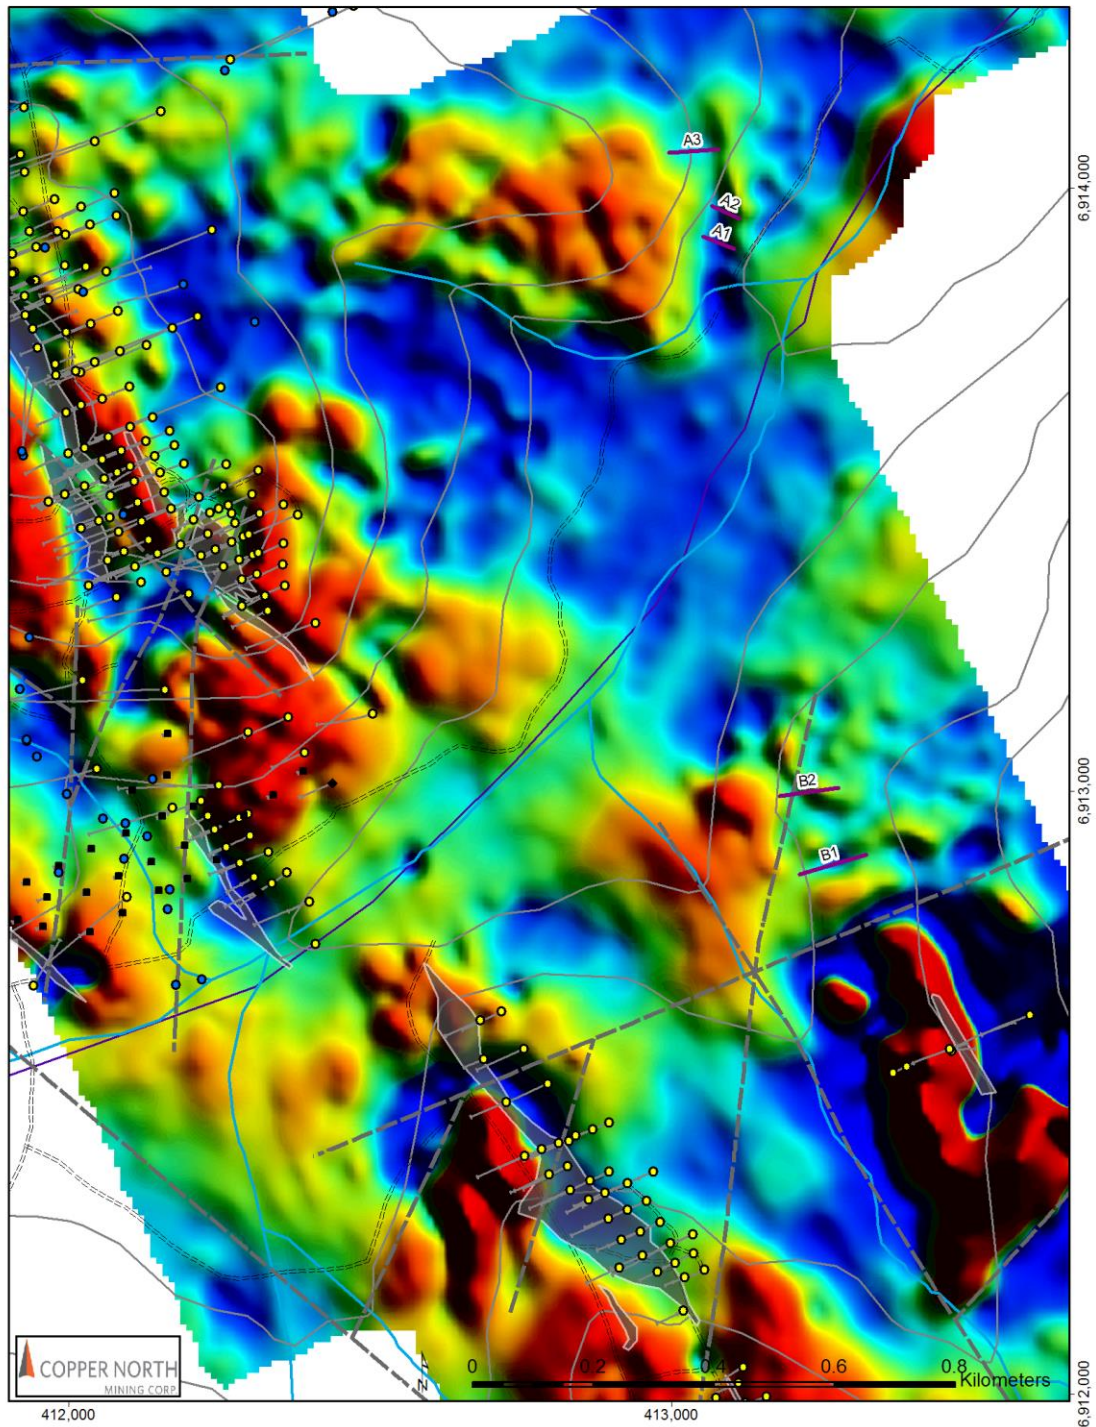 A3
A2
A1
6,914,000
B2
6,913,000
B1
COPPER NORTH
MINING CORP.
N
0 0.2 0.4 0.6 0.8
Kilometers
412,000 413,000
6,912,000